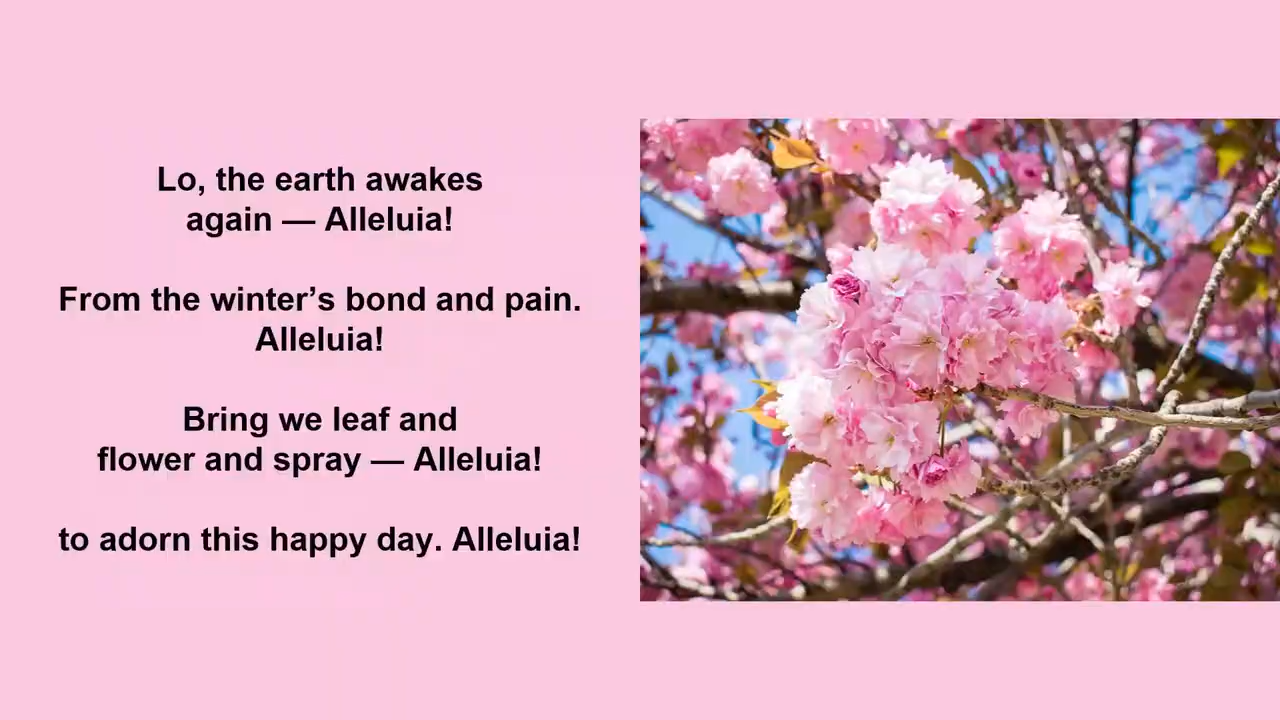 Lo, the earth awakes
again — Alleluia!
From the winter’s bond and pain.
Alleluia!
Bring we leaf and
flower and spray — Alleluia!
to adorn this happy day. Alleluia!